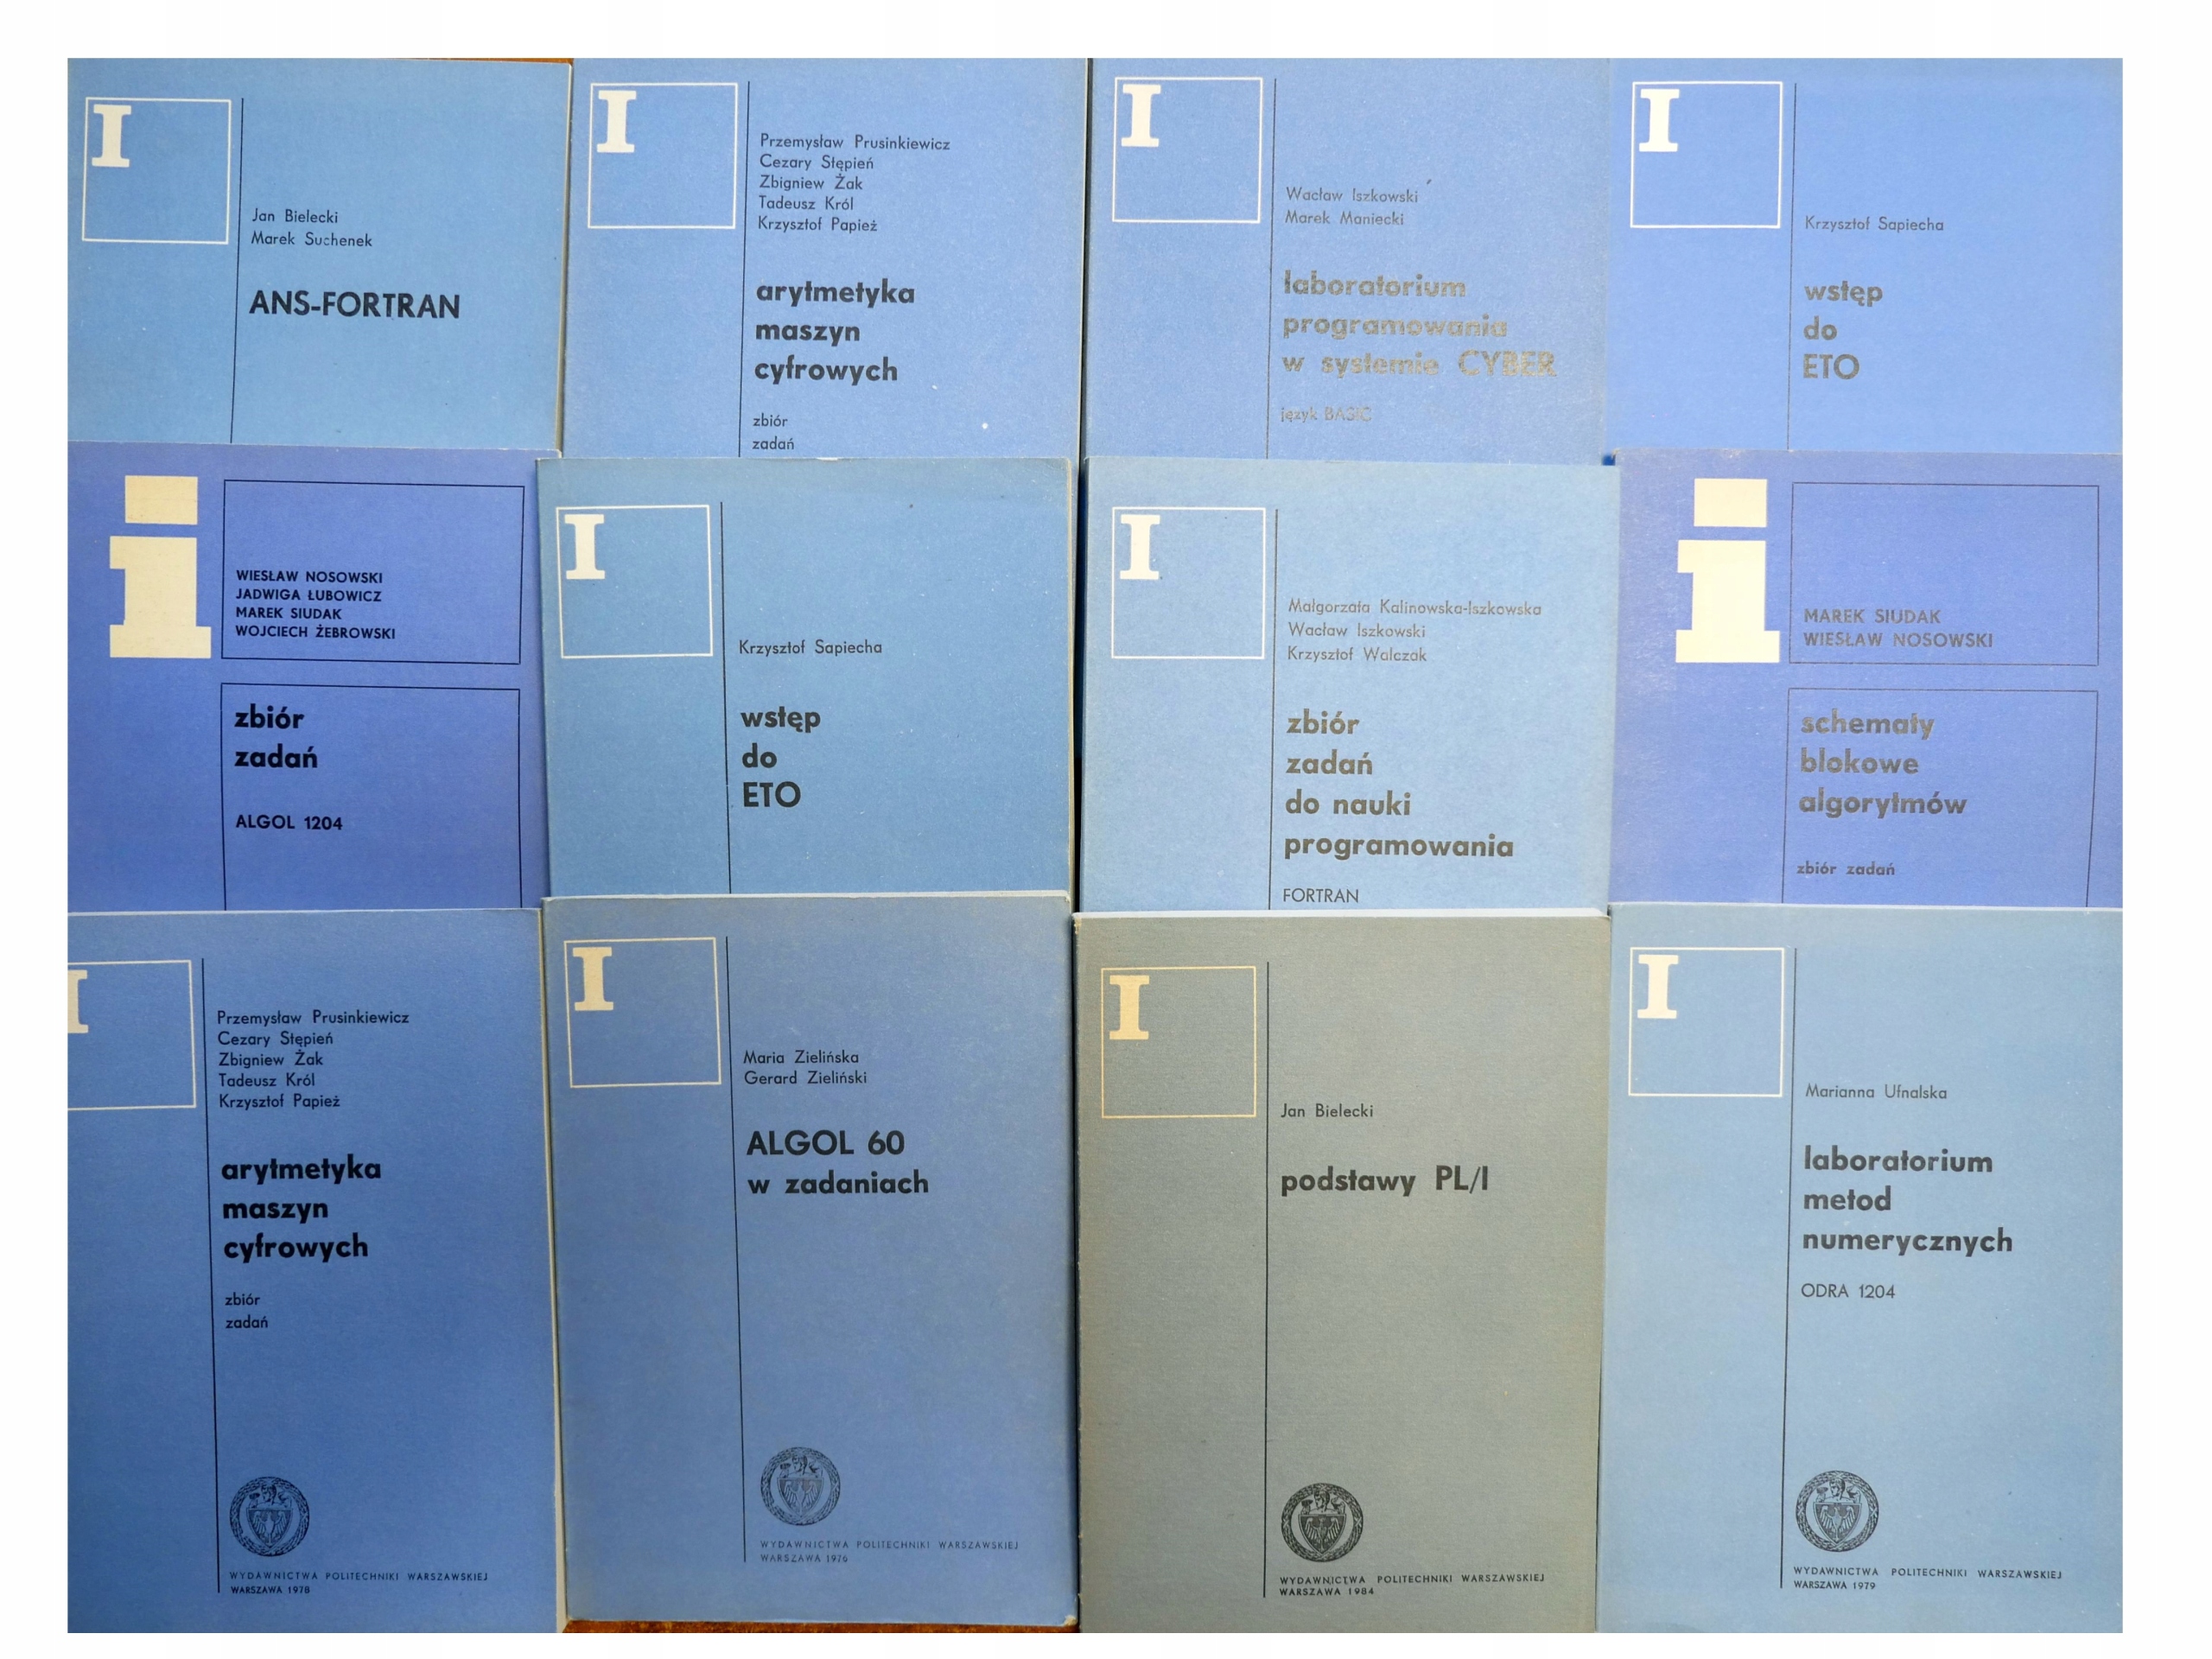 I
Jan Bielecki
Marek Suchenek
ANS-FORTRAN
I
Przemysław Prusinkiewicz
Cezary Stępień
Zbigniew Żak
Tadeusz Król
Krzysztof Papież
arytmetyka
maszyn
cyfrowych
zbiór
zadań
I
Wacław Iszkowski
Marek Maniecki
laboratorium
programowania
w systemie CYBER
język BASIC
I
Krzysztof Sapiecha
wstęp
do
ETO
i
WIESŁAW NOSOWSKI
JADWIGA ŁUBOWICZ
MAREK SIUDAK
WOJCIECH ŻEBROWSKI
zbiór
zadań
ALGOL 1204
I
Krzysztof Sapiecha
wstęp
do
ETO
I
Małgorzata Kalinowska-Iszkowska
Wacław Iszkowski
Krzysztof Walczak
zbiór
zadań
do nauki
programowania
FORTRAN
i
MAREK SIUDAK
WIESŁAW NOSOWSKI
schematy
blokowe
algorytmów
zbiór zadań
I
Przemysław Prusinkiewicz
Cezary Stępień
Zbigniew Żak
Tadeusz Król
Krzysztof Papież
arytmetyka
maszyn
cyfrowych
zbiór
zadań
WYDAWNICTWA POLITECHNIKI WARSZAWSKIEJ
WARSZAWA 1978
I
Maria Zielińska
Gerard Zieliński
ALGOL 60
w zadaniach
WYDAWNICTWA POLITECHNIKI WARSZAWSKIEJ
WARSZAWA 1976
I
Jan Bielecki
podstawy PL/I
WYDAWNICTWA POLITECHNIKI WARSZAWSKIEJ
WARSZAWA 1984
I
Marianna Ufnalska
laboratorium
metod
numerycznych
ODRA 1204
WYDAWNICTWA POLITECHNIKI WARSZAWSKIEJ
WARSZAWA 1979